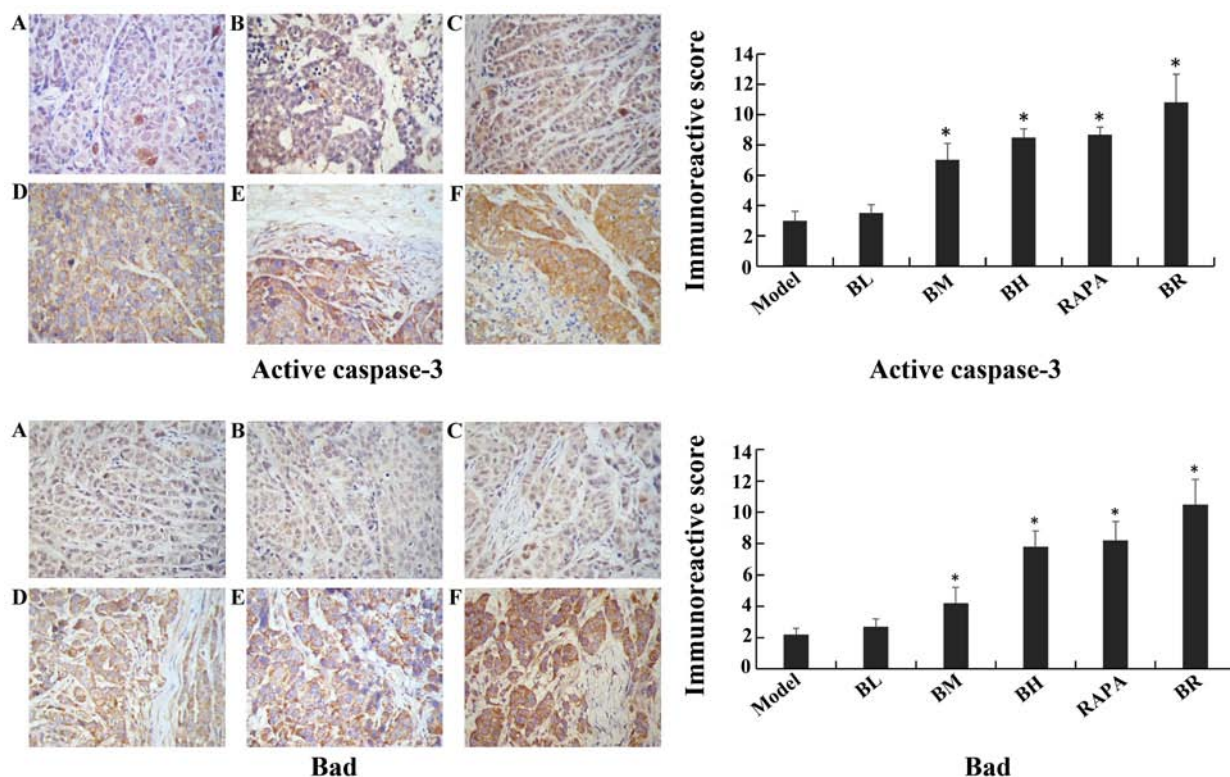 A
B
C
D
E
F
Active caspase-3
Immunoreactive score
14
12
10
8
6
4
2
0
*
*
*
*
Model
BL
BM
BH
RAPA
BR
Active caspase-3
A
B
C
D
E
F
Bad
Immunoreactive score
14
12
10
8
6
4
2
0
*
*
*
*
Model
BL
BM
BH
RAPA
BR
Bad